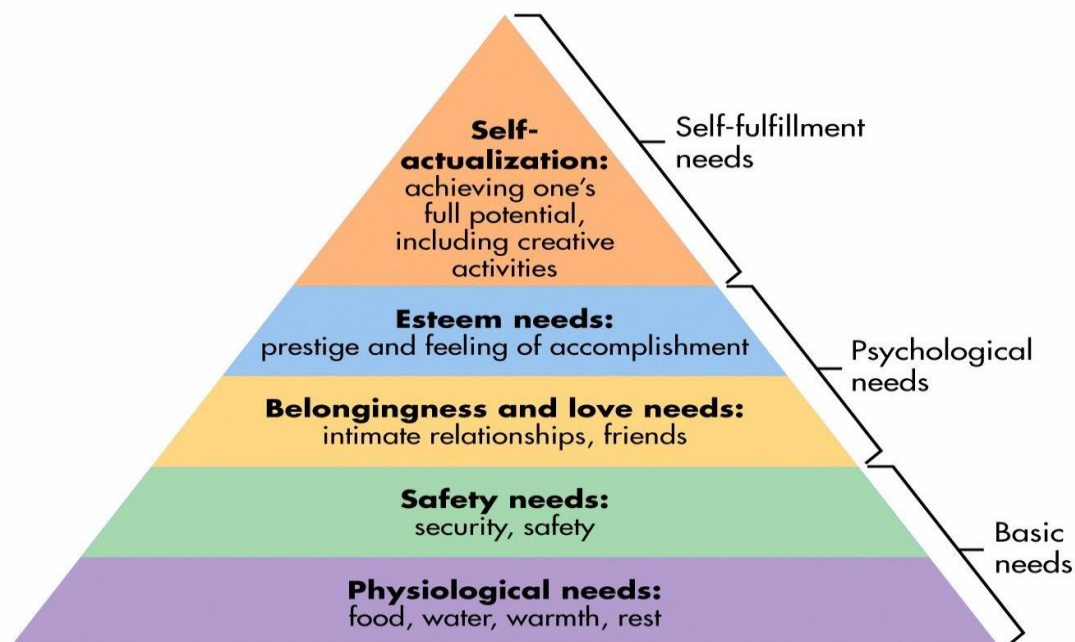 Self-
actualization:
achieving one's
full potential,
including creative
activities
Self-fulfillment
needs
Esteem needs:
prestige and feeling of accomplishment
Belongingness and love needs:
intimate relationships, friends
Psychological
needs
Safety needs:
security, safety
Physiological needs:
food, water, warmth, rest
Basic
needs